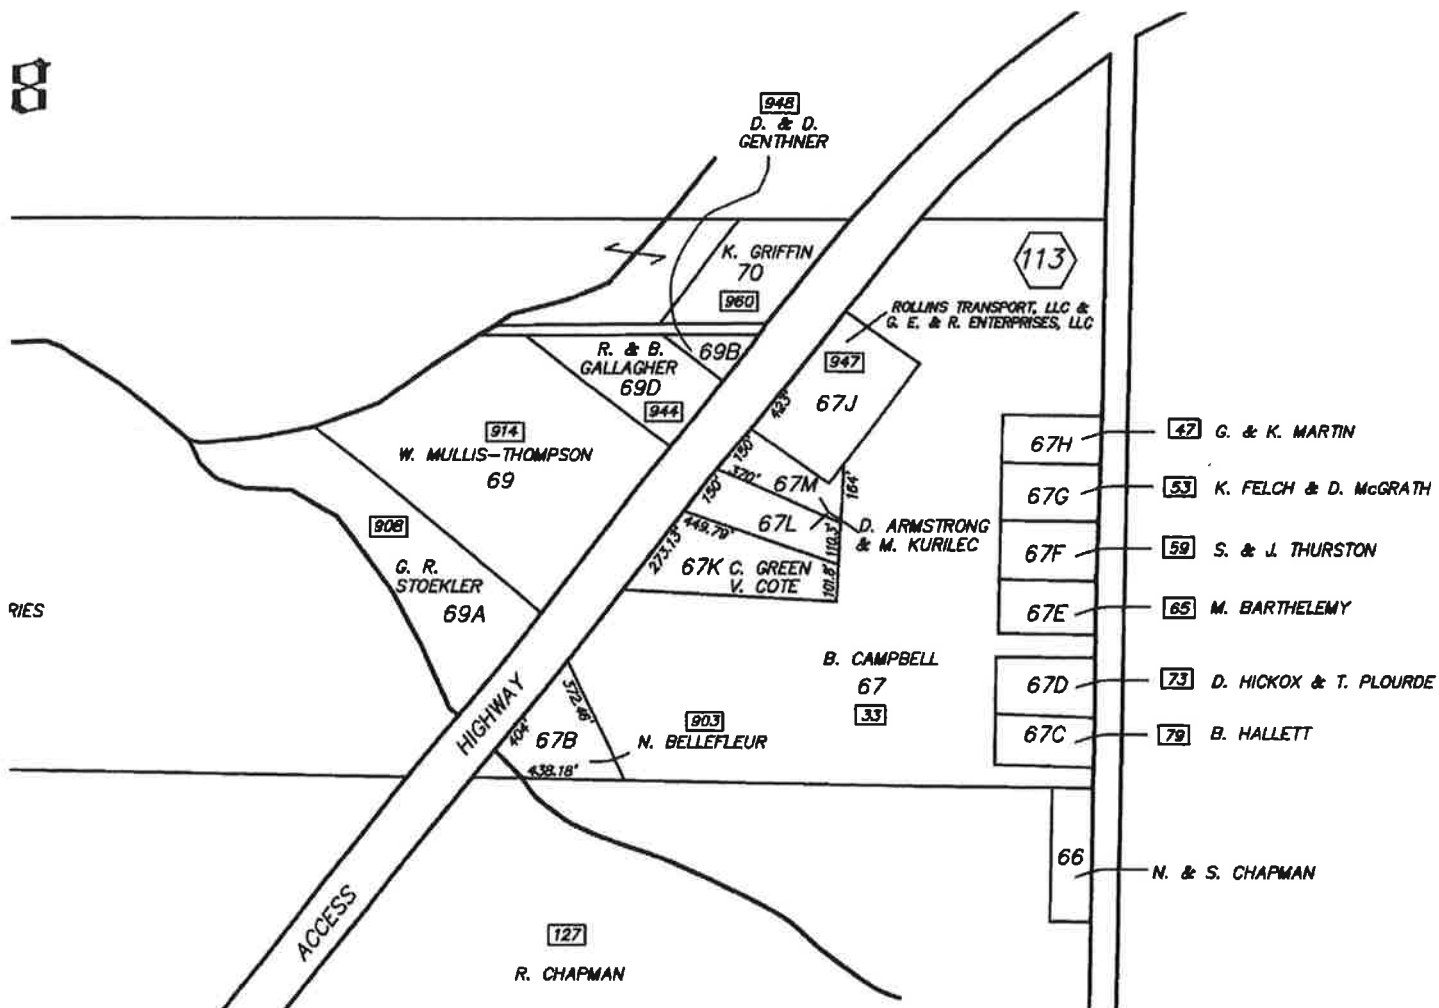 8
948
D. & D.
GENTHNER
K. GRIFFIN
70
960
113
ROLLINS TRANSPORT, LLC &
G. E. & R. ENTERPRISES, LLC
947
67J
423'
R. & B.
GALLAGHER
69D
944
69B
914
W. MULLIS-THOMPSON
69
908
G. R.
STOEKLER
69A
RIES
150'
370'
67M
164'
150'
67L
110.3'
D. ARMSTRONG
& M. KURILEC
449.79'
273.13'
67K
C. GREEN
V. COTE
101.8'
67H
47
G. & K. MARTIN
67G
53
K. FELCH & D. McGRATH
67F
59
S. & J. THURSTON
67E
65
M. BARTHELEMY
B. CAMPBELL
67
33
67D
73
D. HICKOX & T. PLOURDE
67C
79
B. HALLETT
903
N. BELLEFLEUR
372.46'
404'
67B
438.18'
HIGHWAY
ACCESS
66
N. & S. CHAPMAN
127
R. CHAPMAN